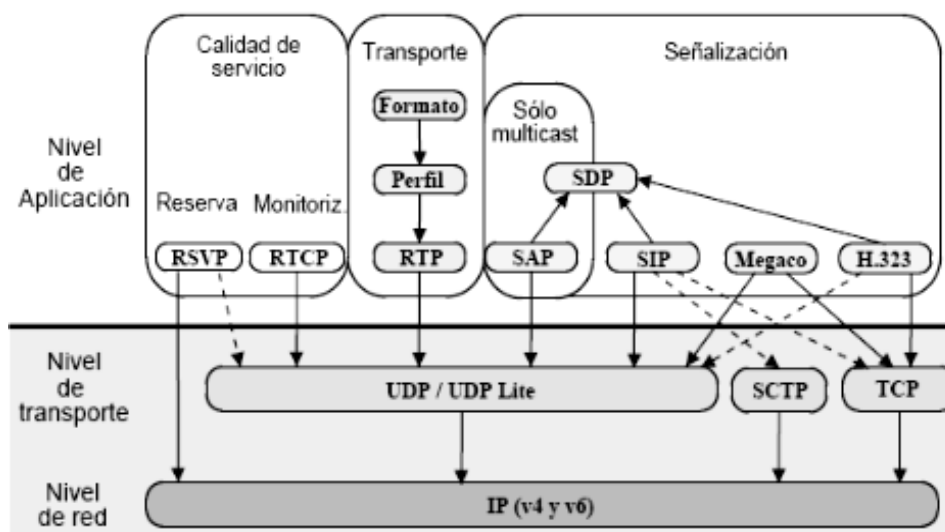 Calidad de
servicio
Transporte
Señalización
Formato
Sólo
multicast
Nivel
de
Aplicación
Perfil
SDP
Reserva
Monitoriz.
RSVP
RTCP
RTP
SAP
SIP
Megaco
H.323
Nivel
de
transporte
UDP / UDP Lite
SCTP
TCP
Nivel
de red
IP (v4 y v6)